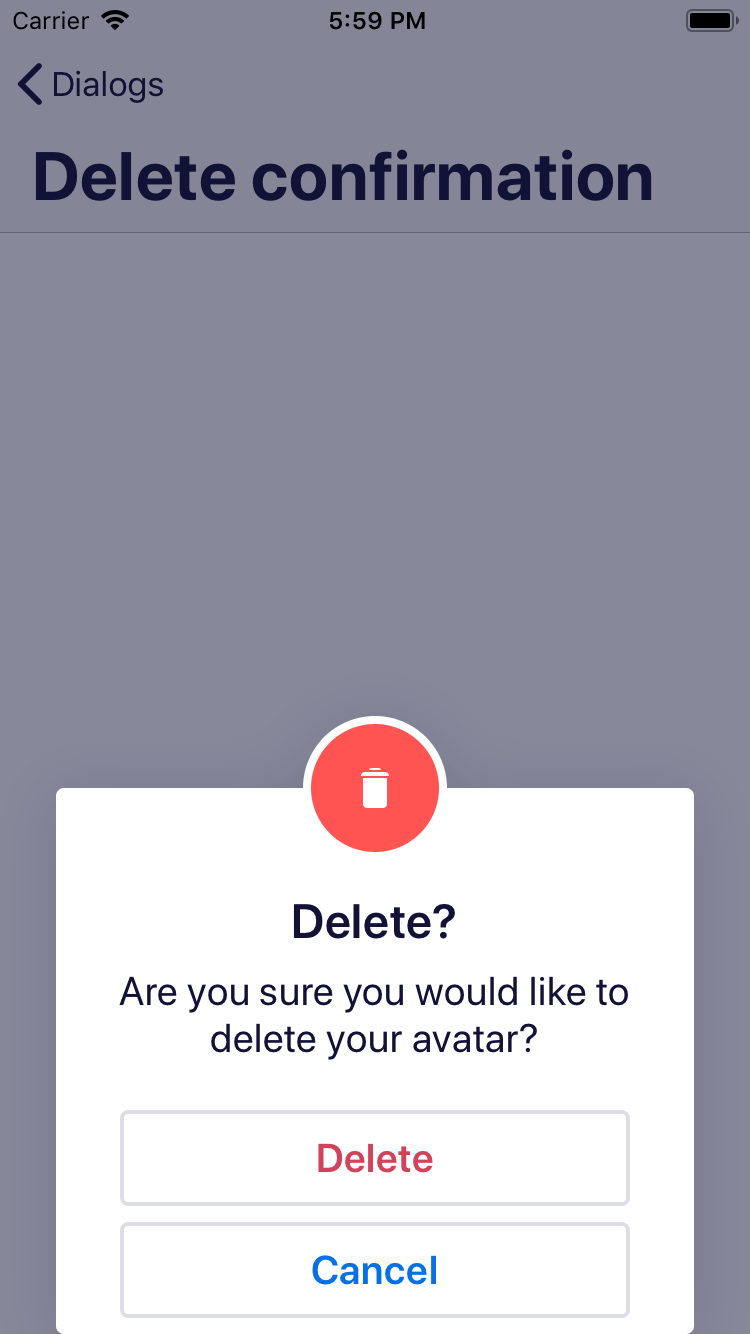 Carrier 5:59 PM
Dialogs
Delete confirmation
Delete?
Are you sure you would like to
delete your avatar?
Delete
Cancel